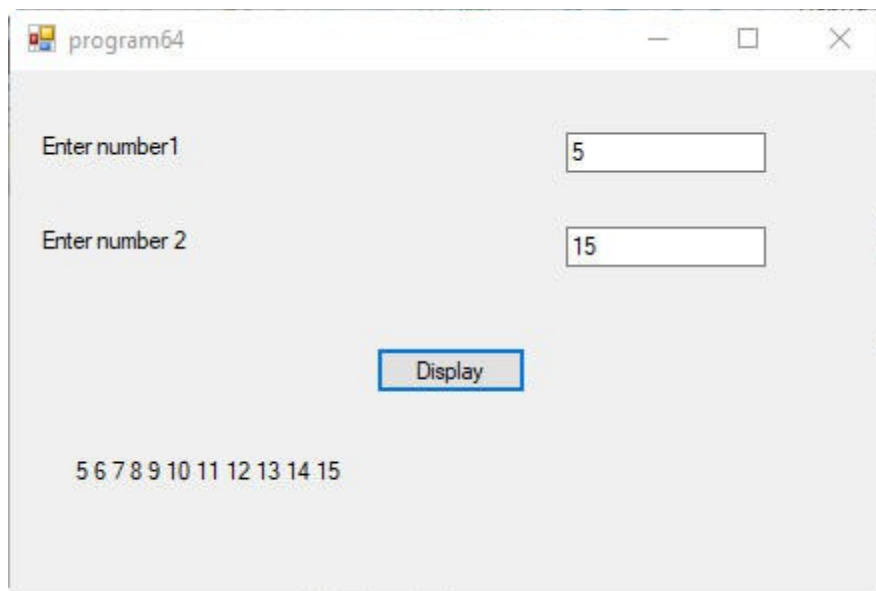 program64
Enter number1
5
Enter number 2
15
Display
5 6 7 8 9 10 11 12 13 14 15